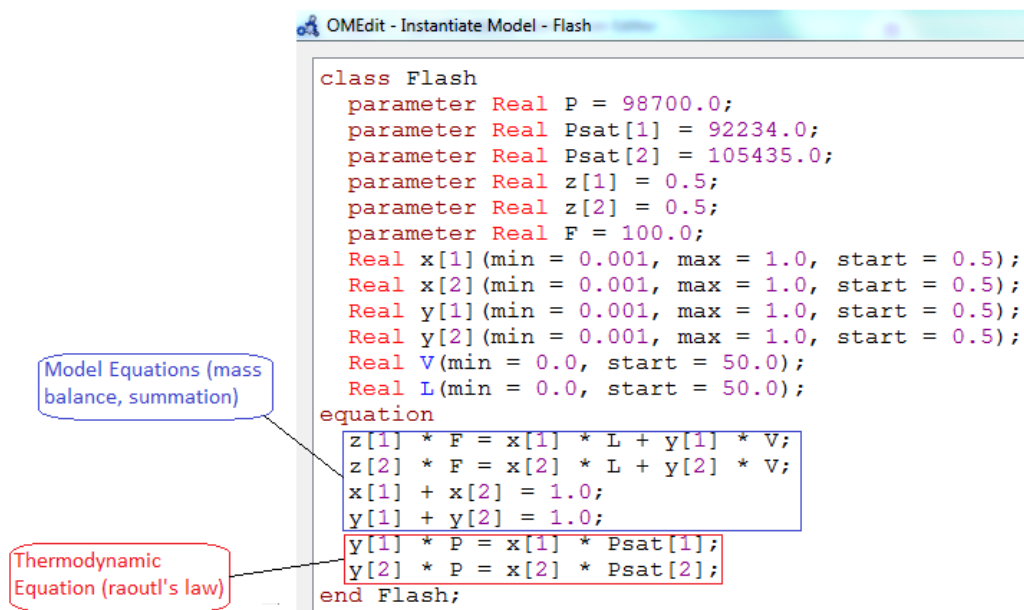 OMEdit - Instantiate Model - Flash
class Flash
parameter Real P = 98700.0;
parameter Real Psat[1] = 92234.0;
parameter Real Psat[2] = 105435.0;
parameter Real z[1] = 0.5;
parameter Real z[2] = 0.5;
parameter Real F = 100.0;
Real x[1](min = 0.001, max = 1.0, start = 0.5);
Real x[2](min = 0.001, max = 1.0, start = 0.5);
Real y[1](min = 0.001, max = 1.0, start = 0.5);
Real y[2](min = 0.001, max = 1.0, start = 0.5);
Real V(min = 0.0, start = 50.0);
Real L(min = 0.0, start = 50.0);
equation
z[1] * F = x[1] * L + y[1] * V;
z[2] * F = x[2] * L + y[2] * V;
x[1] + x[2] = 1.0;
y[1] + y[2] = 1.0;
y[1] * P = x[1] * Psat[1];
y[2] * P = x[2] * Psat[2];
end Flash;
Model Equations (mass
balance, summation)
Thermodynamic
Equation (raoutl's law)